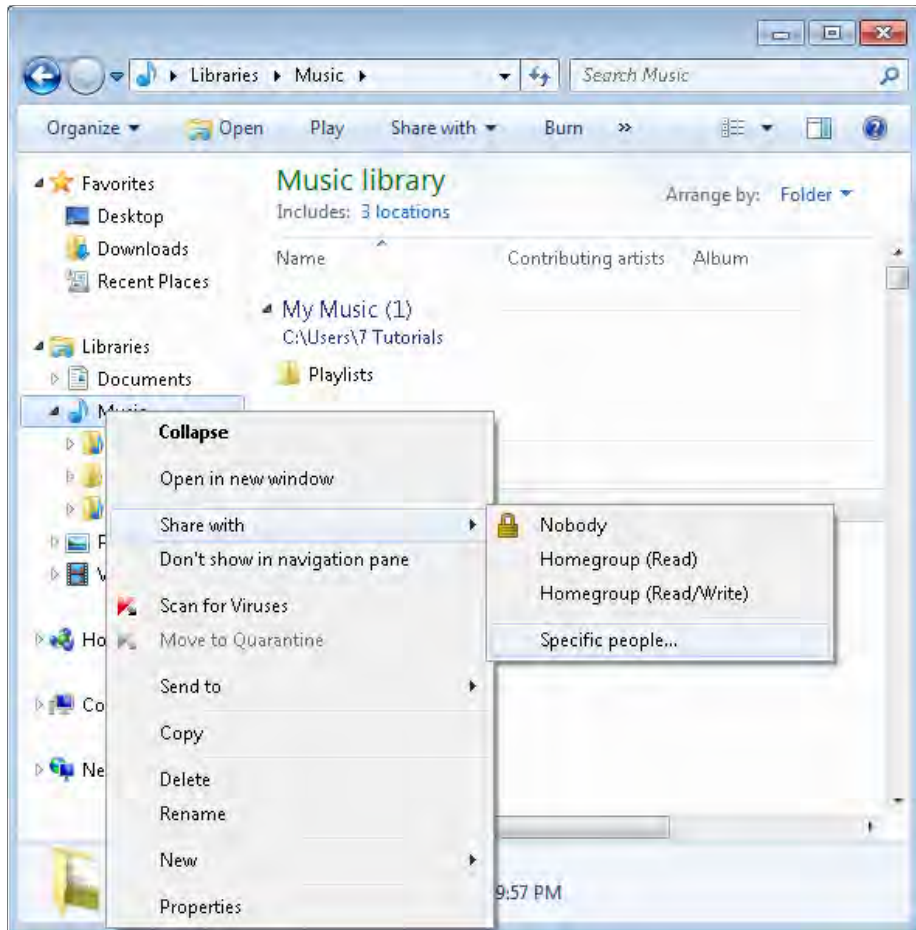 Libraries Music
Search Music
Organize Open Play Share with Burn »
Favorites
Desktop
Downloads
Recent Places
Libraries
Documents
Music library
Includes: 3 locations
Arrange by: Folder
Name Contributing artists Album
My Music (1)
C:\Users\7 Tutorials
Playlists
Collapse
Open in new window
Share with
Don't show in navigation pane
Scan for Viruses
Move to Quarantine
Send to
Copy
Delete
Rename
New
Properties
Nobody
Homegroup (Read)
Homegroup (Read/Write)
Specific people...
9:57 PM